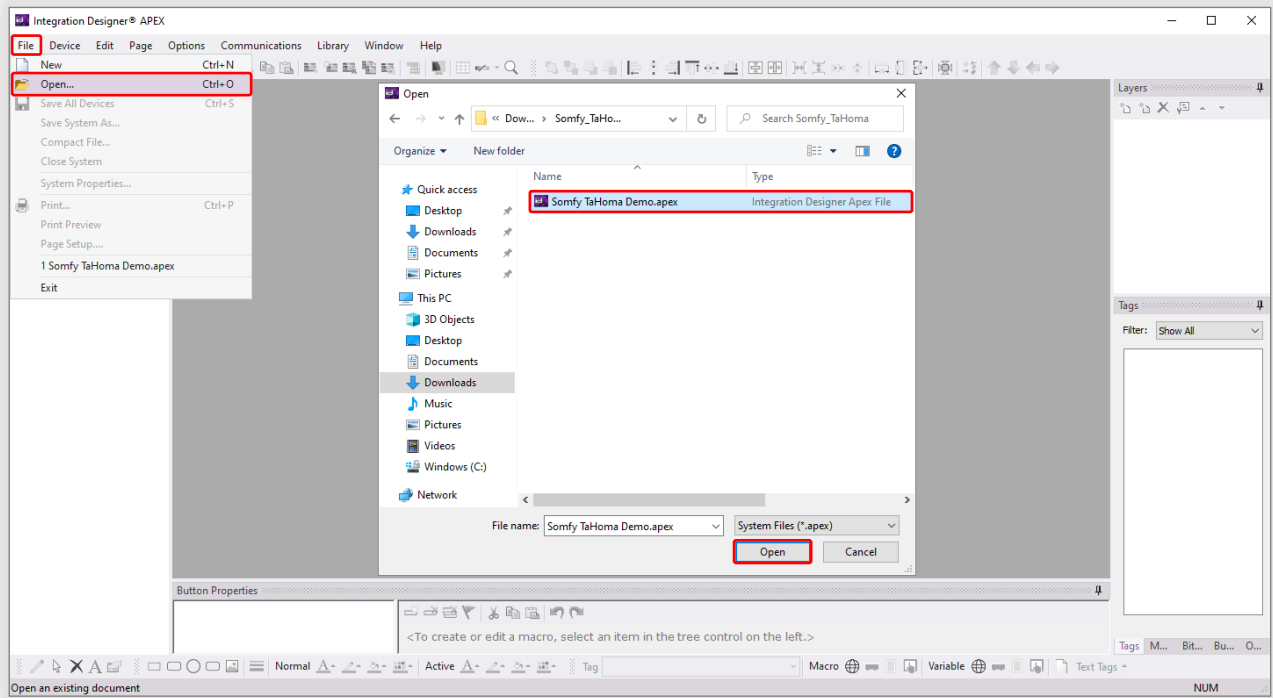 Integration Designer® APEX
File Device Edit Page Options Communications Library Window Help
New Ctrl+N
Open... Ctrl+O
Save All Devices Ctrl+S
Save System As...
Compact File...
Close System
System Properties...
Print... Ctrl+P
Print Preview
Page Setup....
1 Somfy TaHoma Demo.apex
Exit
Open
« Dow... › Somfy_TaHo...
Search Somfy_TaHoma
Organize
New folder
Name
Type
Quick access
Desktop
Downloads
Documents
Pictures
This PC
3D Objects
Desktop
Documents
Downloads
Music
Pictures
Videos
Windows (C:)
Network
Somfy TaHoma Demo.apex Integration Designer Apex File
File name: Somfy TaHoma Demo.apex
System Files (*.apex)
Open
Cancel
Layers
Tags
Filter: Show All
Button Properties
<To create or edit a macro, select an item in the tree control on the left.>
Tags M... Bit... Bu... O...
Normal A Active A Tag Macro Variable Text Tags
Open an existing document
NUM